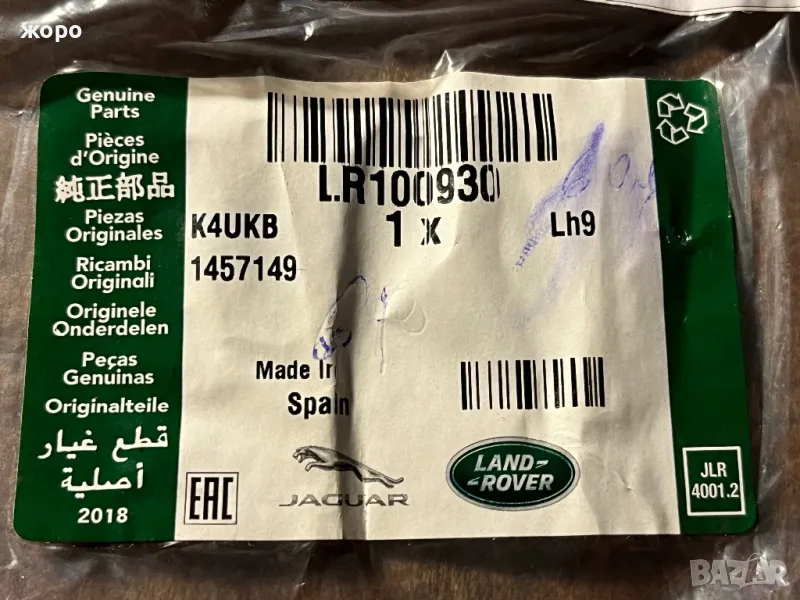 жоро
Genuine
Parts
Pièces
d'Origine
純正部品
Piezas
Originales
Ricambi
Originali
Originele
Onderdelen
Peças
Genuinas
Originalteile
قطع غيار
أصلية
2018
LR100930
K4UKB
1 x
Lh9
1457149
Made In
Spain
EAC
JAGUAR
LAND-
-ROVER
JLR
4001.2
BAZAR